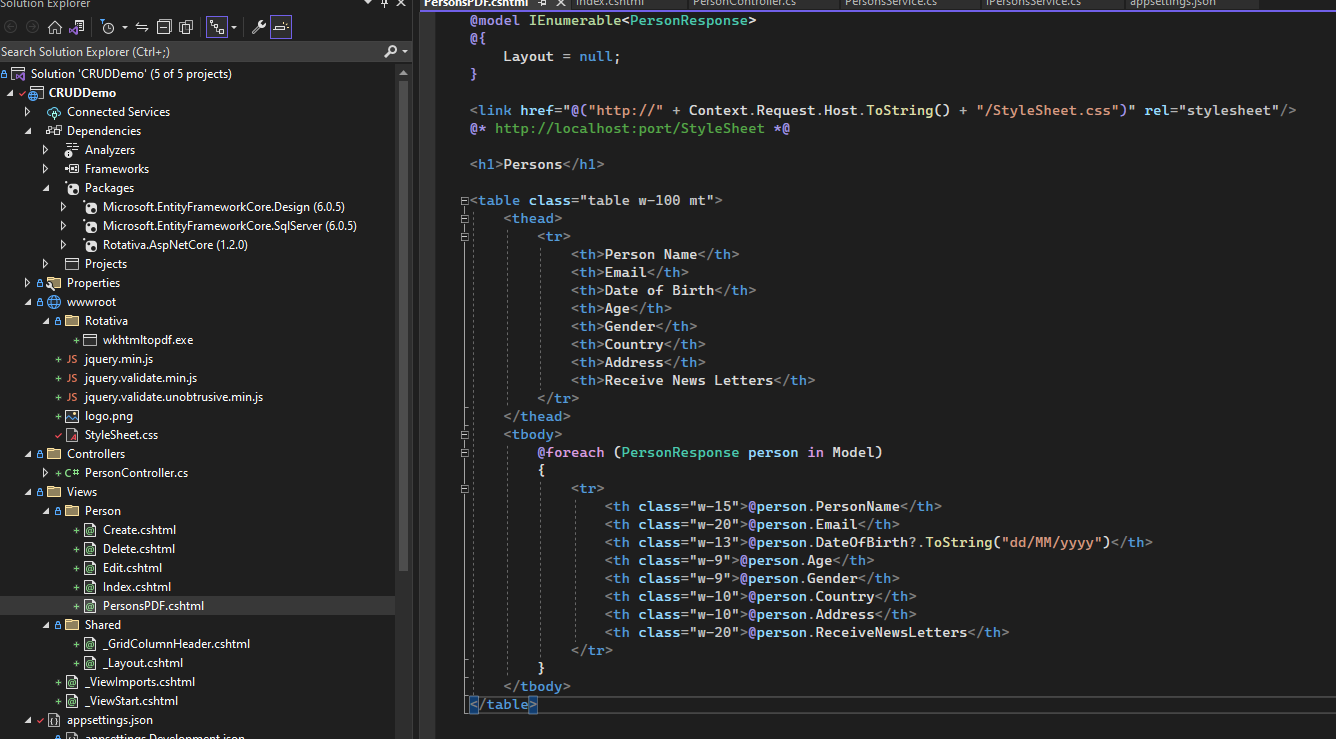 Solution Explorer
Search Solution Explorer (Ctrl+;)
Solution 'CRUDDemo' (5 of 5 projects)
CRUDDemo
Connected Services
Dependencies
Analyzers
Frameworks
Packages
Microsoft.EntityFrameworkCore.Design (6.0.5)
Microsoft.EntityFrameworkCore.SqlServer (6.0.5)
Rotativa.AspNetCore (1.2.0)
Projects
Properties
wwwroot
Rotativa
wkhtmltopdf.exe
JS jquery.min.js
JS jquery.validate.min.js
JS jquery.validate.unobtrusive.min.js
logo.png
StyleSheet.css
Controllers
C# PersonController.cs
Views
Person
Create.cshtml
Delete.cshtml
Edit.cshtml
Index.cshtml
PersonsPDF.cshtml
Shared
_GridColumnHeader.cshtml
_Layout.cshtml
_ViewImports.cshtml
_ViewStart.cshtml
appsettings.json
appsettings.Development.json
PersonsPDF.cshtml Index.cshtml PersonController.cs PersonsService.cs IPersonsService.cs appsettings.json
@model IEnumerable<PersonResponse>
@{
Layout = null;
}
<link href="@("http://" + Context.Request.Host.ToString() + "/StyleSheet.css")" rel="stylesheet"/>
@* http://localhost:port/StyleSheet *@
<h1>Persons</h1>
<table class="table w-100 mt">
<thead>
<tr>
<th>Person Name</th>
<th>Email</th>
<th>Date of Birth</th>
<th>Age</th>
<th>Gender</th>
<th>Country</th>
<th>Address</th>
<th>Receive News Letters</th>
</tr>
</thead>
<tbody>
@foreach (PersonResponse person in Model)
{
<tr>
<th class="w-15">@person.PersonName</th>
<th class="w-20">@person.Email</th>
<th class="w-13">@person.DateOfBirth?.ToString("dd/MM/yyyy")</th>
<th class="w-9">@person.Age</th>
<th class="w-9">@person.Gender</th>
<th class="w-10">@person.Country</th>
<th class="w-10">@person.Address</th>
<th class="w-20">@person.ReceiveNewsLetters</th>
</tr>
}
</tbody>
</table>